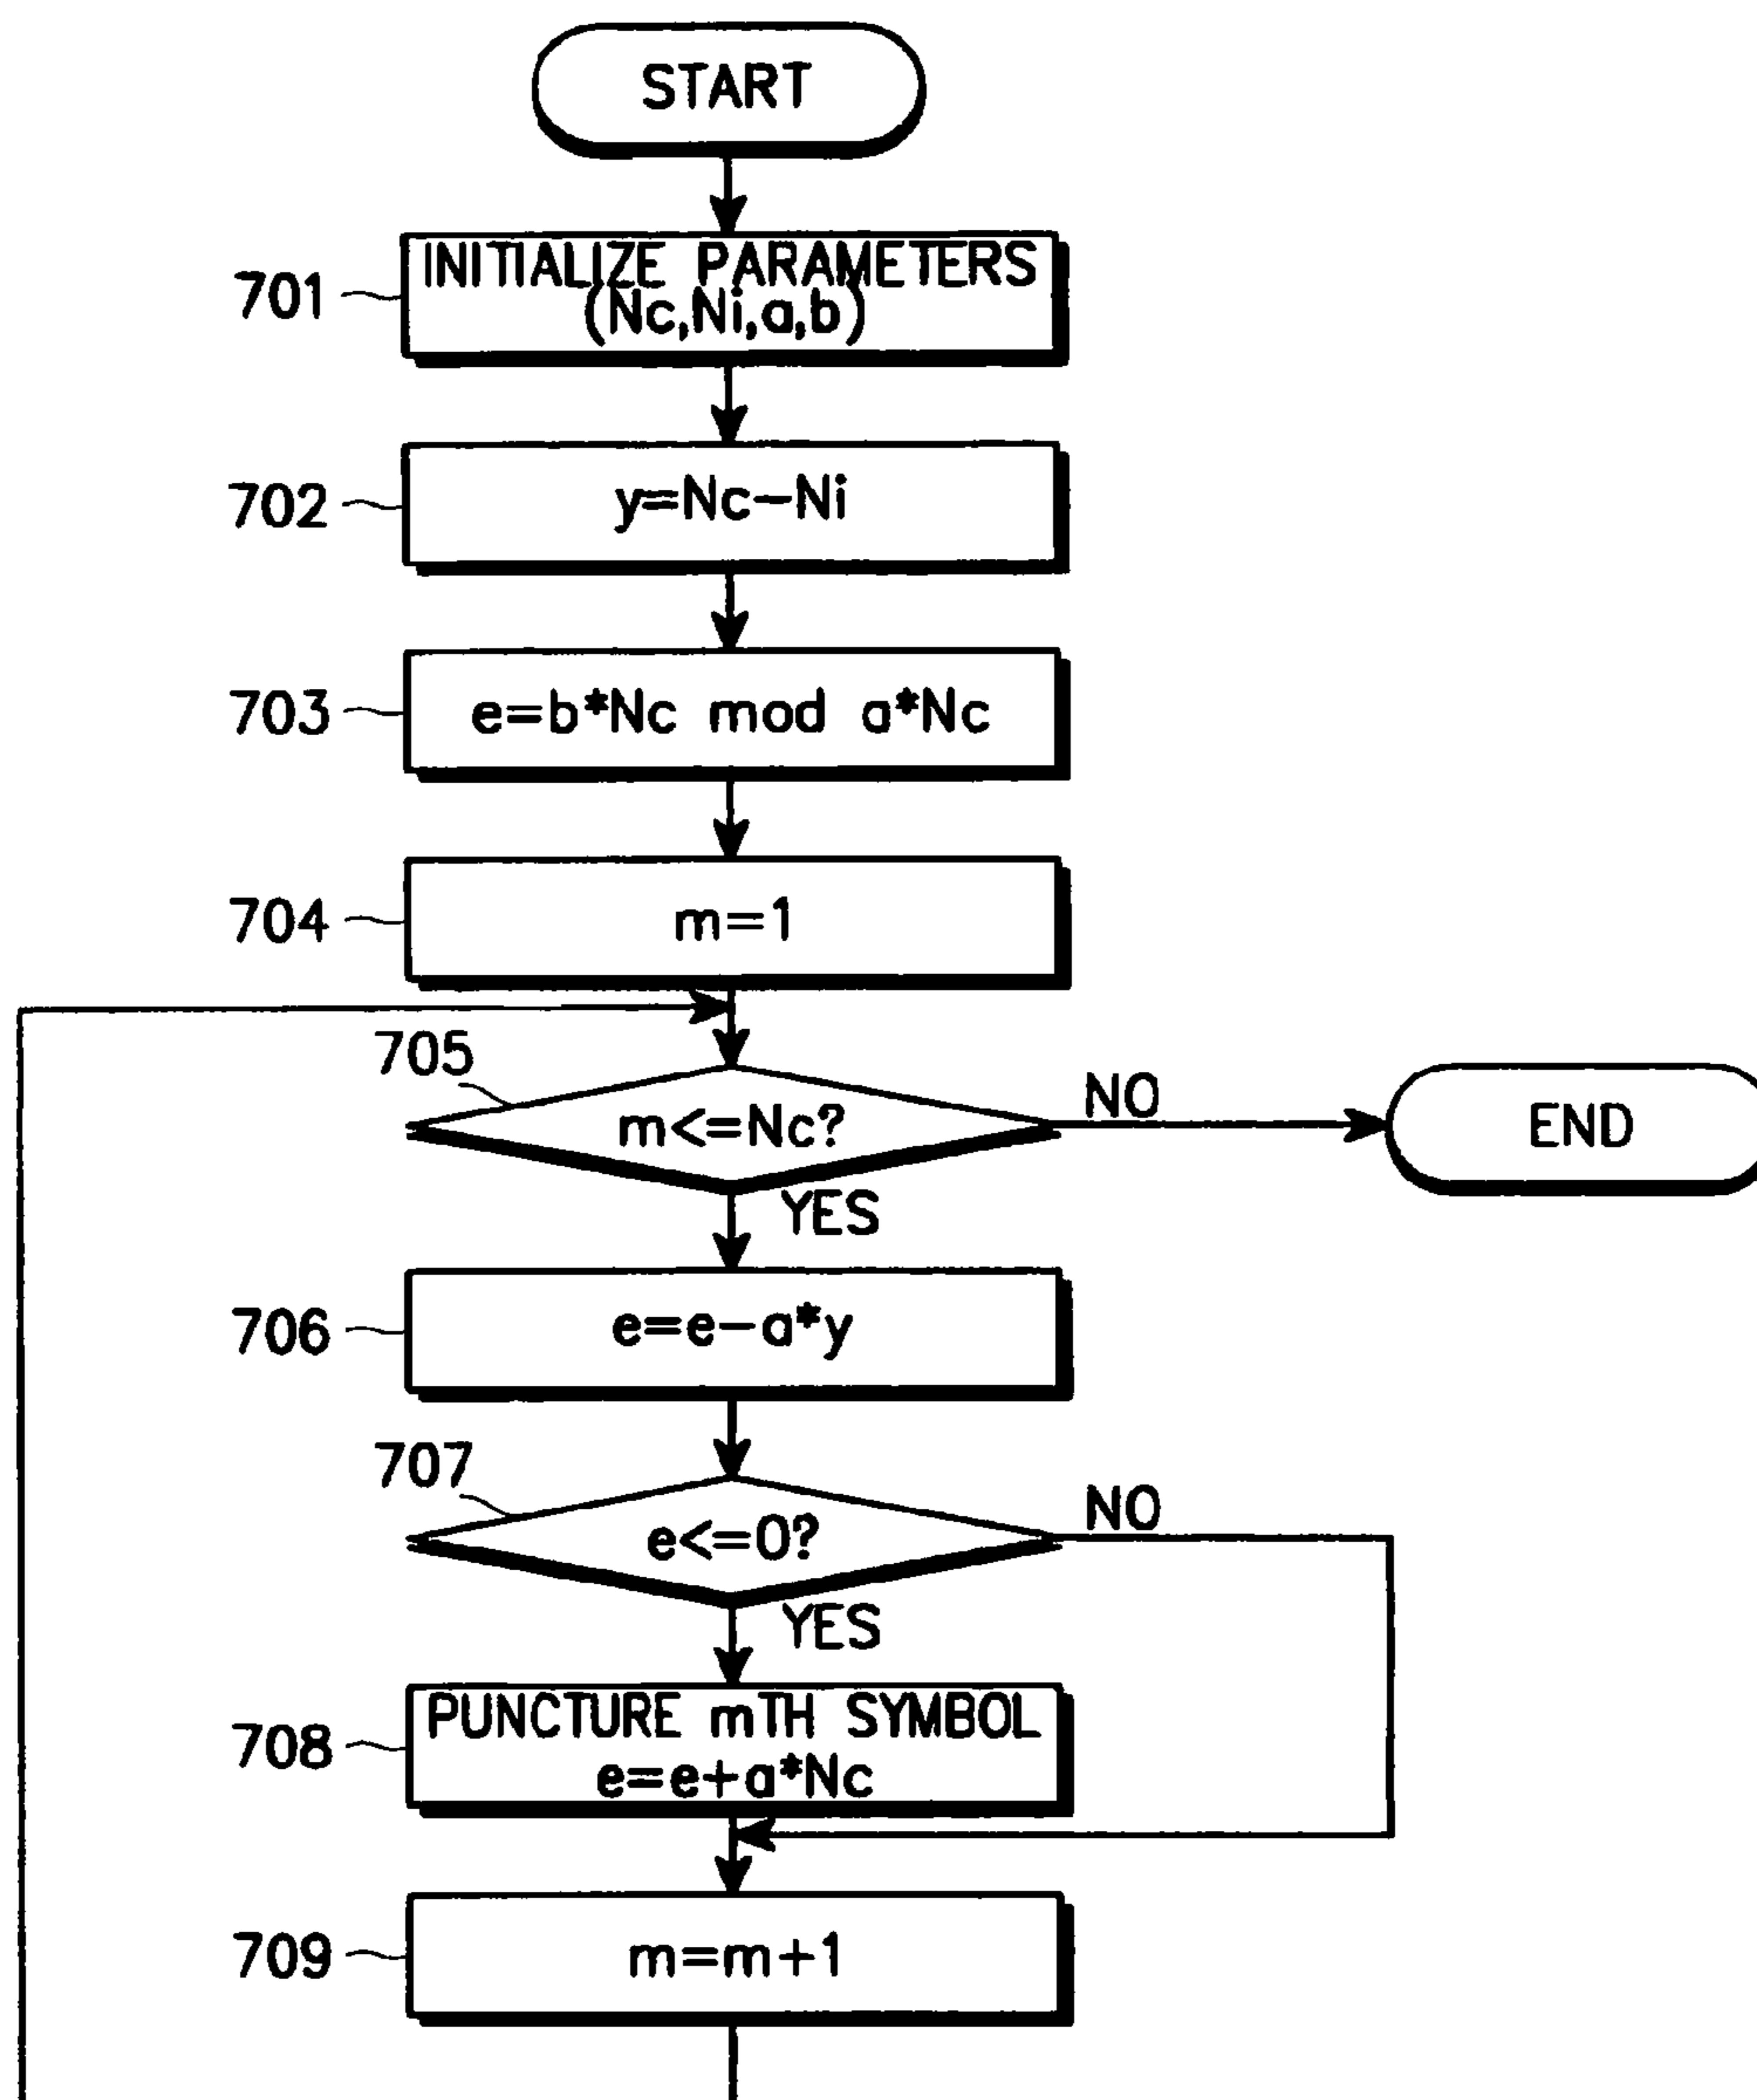 START
701
INITIALIZE PARAMETERS
(Nc,Ni,a,b)
702
y=Nc-Ni
703
e=b*Nc mod a*Nc
704
m=1
705
m<=Nc?
NO
END
YES
706
e=e-a*y
707
e<=0?
NO
YES
708
PUNCTURE mTH SYMBOL
e=e+a*Nc
709
m=m+1